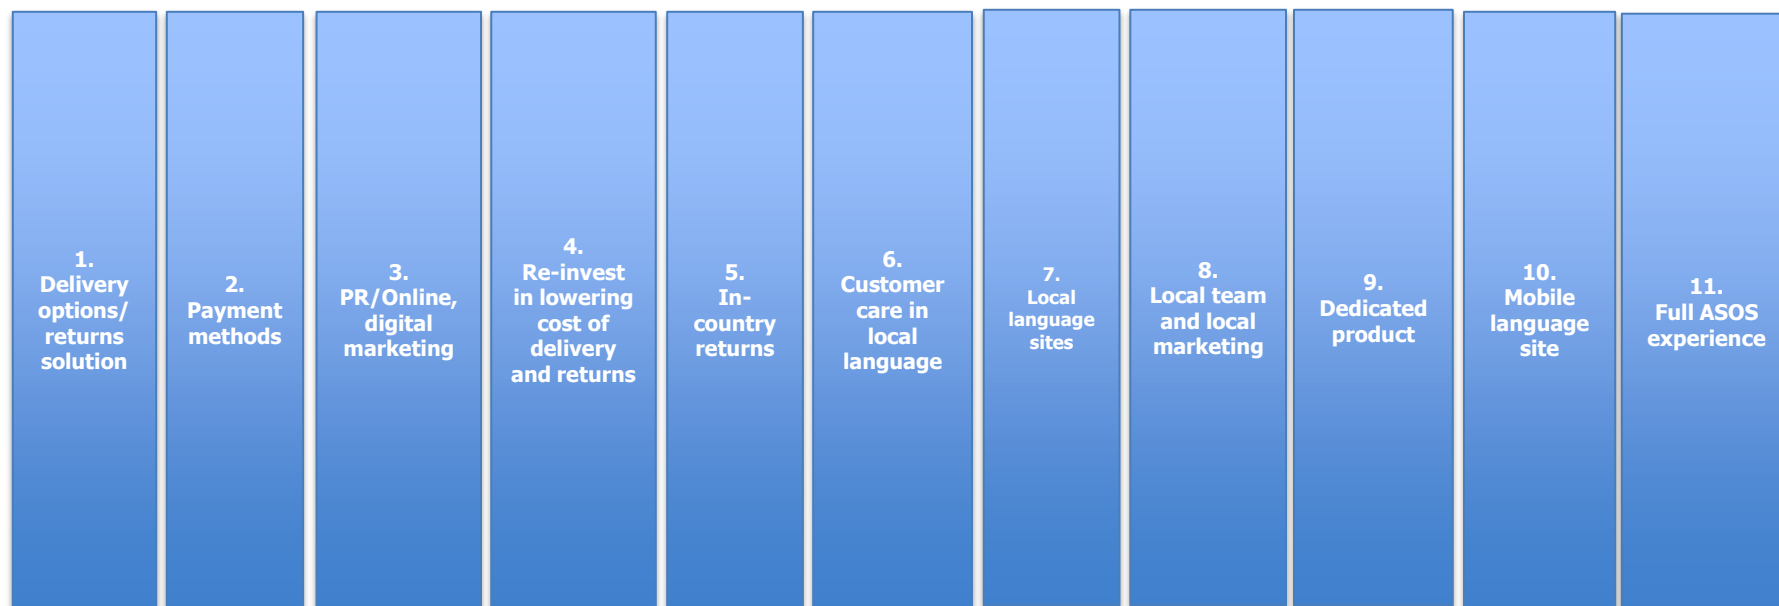 1.
Delivery
options/
returns
solution
2.
Payment
methods
3.
PR/Online,
digital
marketing
4.
Re-invest
in lowering
cost of
delivery
and returns
5.
In-
country
returns
6.
Customer
care in
local
language
7.
Local
language
sites
8.
Local team
and local
marketing
9.
Dedicated
product
10.
Mobile
language
site
11.
Full ASOS
experience